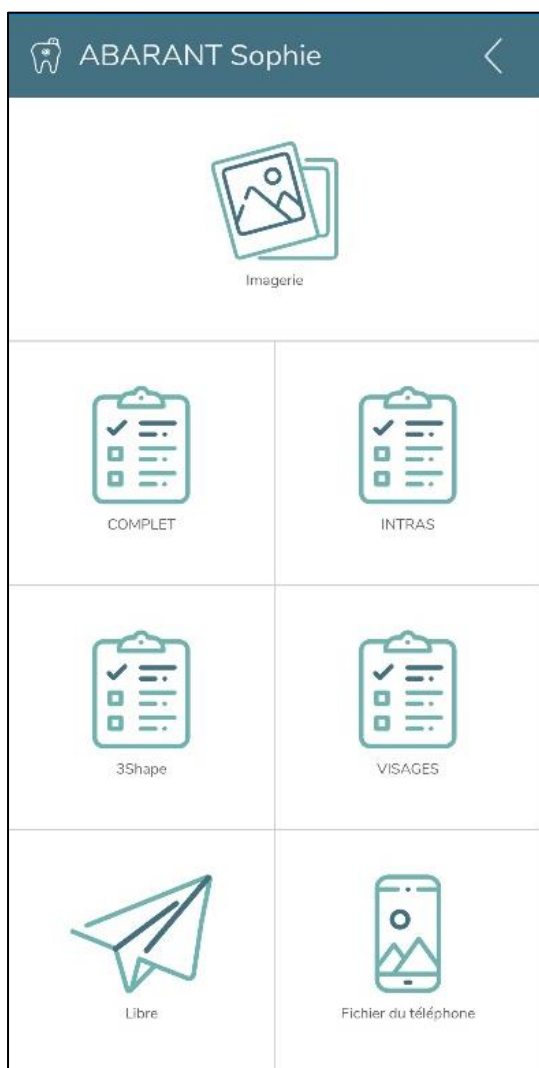 ABARANT Sophie
Imagerie
COMPLET
INTRAS
3Shape
VISAGES
Libre
Fichier du téléphone